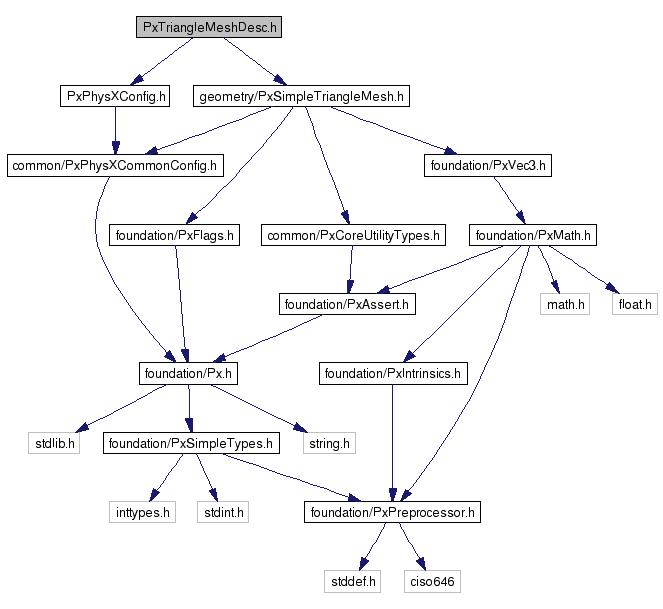 PxTriangleMeshDesc.h
PxPhysXConfig.h
geometry/PxSimpleTriangleMesh.h
common/PxPhysXCommonConfig.h
foundation/PxVec3.h
foundation/PxFlags.h
common/PxCoreUtilityTypes.h
foundation/PxMath.h
foundation/PxAssert.h
math.h
float.h
foundation/Px.h
foundation/PxIntrinsics.h
stdlib.h
foundation/PxSimpleTypes.h
string.h
inttypes.h
stdint.h
foundation/PxPreprocessor.h
stddef.h
ciso646